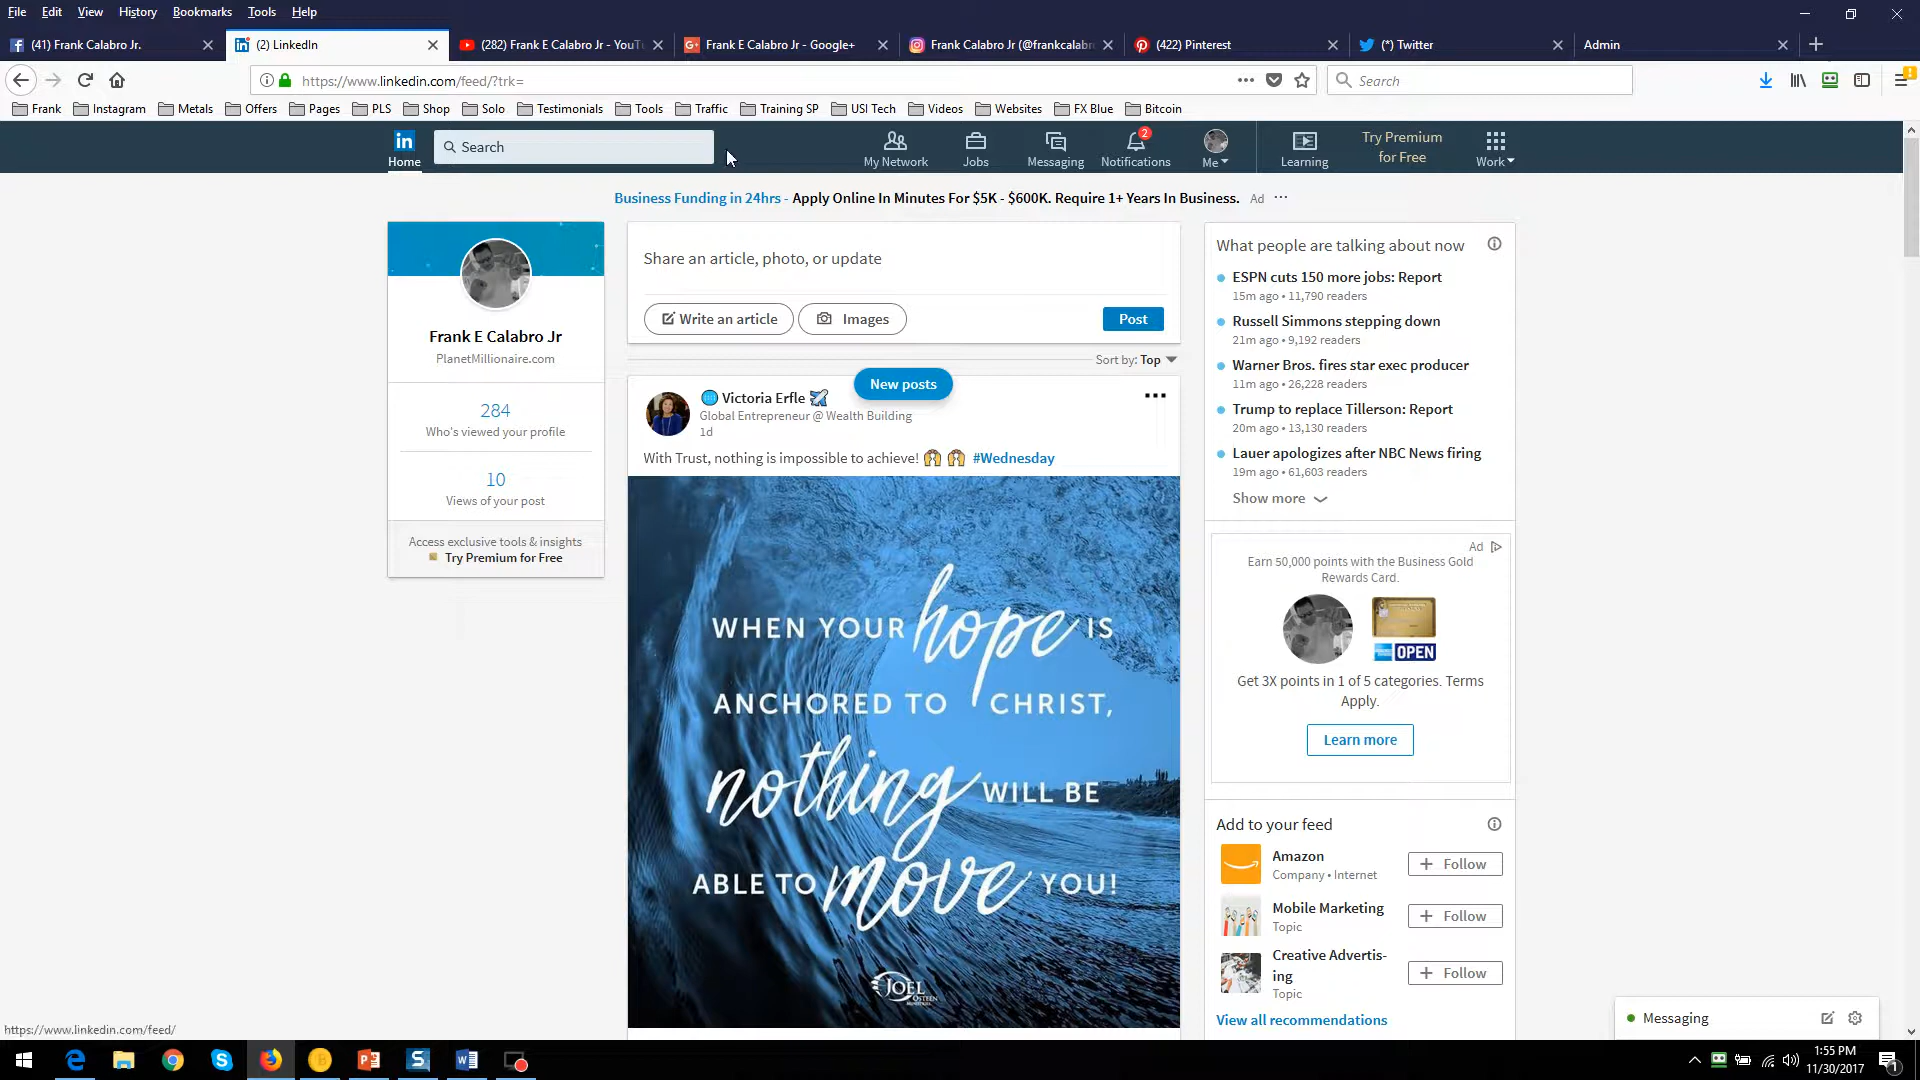 File Edit View History Bookmarks Tools Help
(41) Frank Calabro Jr.
(2) LinkedIn
(282) Frank E Calabro Jr - YouTu
Frank E Calabro Jr - Google+
Frank Calabro Jr (@frankcalabr
(422) Pinterest
(*) Twitter
Admin
https://www.linkedin.com/feed/?trk=
Search
Frank Instagram Metals Offers Pages PLS Shop Solo Testimonials Tools Traffic Training SP USI Tech Videos Websites FX Blue Bitcoin
in
Home
Search
My Network
Jobs
Messaging
2
Notifications
Me
Learning
Try Premium
for Free
Work
Business Funding in 24hrs - Apply Online In Minutes For $5K - $600K. Require 1+ Years In Business. Ad
Frank E Calabro Jr
PlanetMillionaire.com
284
Who's viewed your profile
10
Views of your post
Access exclusive tools & insights
Try Premium for Free
Share an article, photo, or update
Write an article
Images
Post
Sort by: Top
New posts
Victoria Erfle
Global Entrepreneur @ Wealth Building
1d
With Trust, nothing is impossible to achieve! #Wednesday
WHEN YOUR hope IS
ANCHORED TO CHRIST,
nothing WILL BE
ABLE TO move YOU!
JOEL
OSTEEN
What people are talking about now
ESPN cuts 150 more jobs: Report
15m ago • 11,790 readers
Russell Simmons stepping down
21m ago • 9,192 readers
Warner Bros. fires star exec producer
11m ago • 26,228 readers
Trump to replace Tillerson: Report
20m ago • 13,130 readers
Lauer apologizes after NBC News firing
19m ago • 61,603 readers
Show more
Ad
Earn 50,000 points with the Business Gold
Rewards Card.
OPEN
Get 3X points in 1 of 5 categories. Terms
Apply.
Learn more
Add to your feed
Amazon
Company • Internet
+ Follow
Mobile Marketing
Topic
+ Follow
Creative Advertis-
ing
Topic
+ Follow
View all recommendations
Messaging
https://www.linkedin.com/feed/
1:55 PM
11/30/2017
1